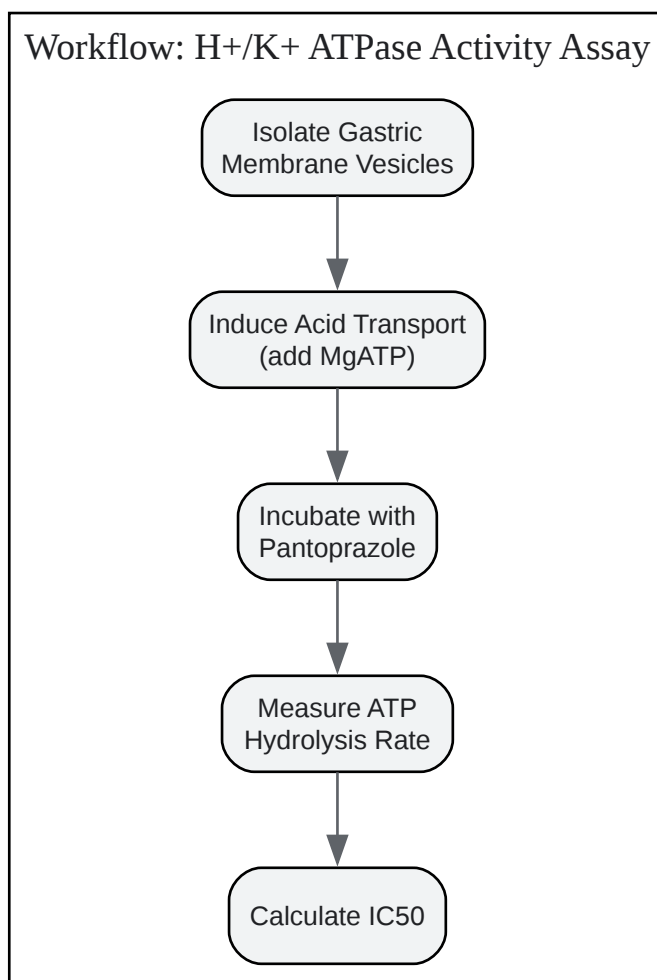 Workflow: H+/K+ ATPase Activity Assay
Isolate Gastric
Membrane Vesicles
Induce Acid Transport
(add MgATP)
Incubate with
Pantoprazole
Measure ATP
Hydrolysis Rate
Calculate IC50